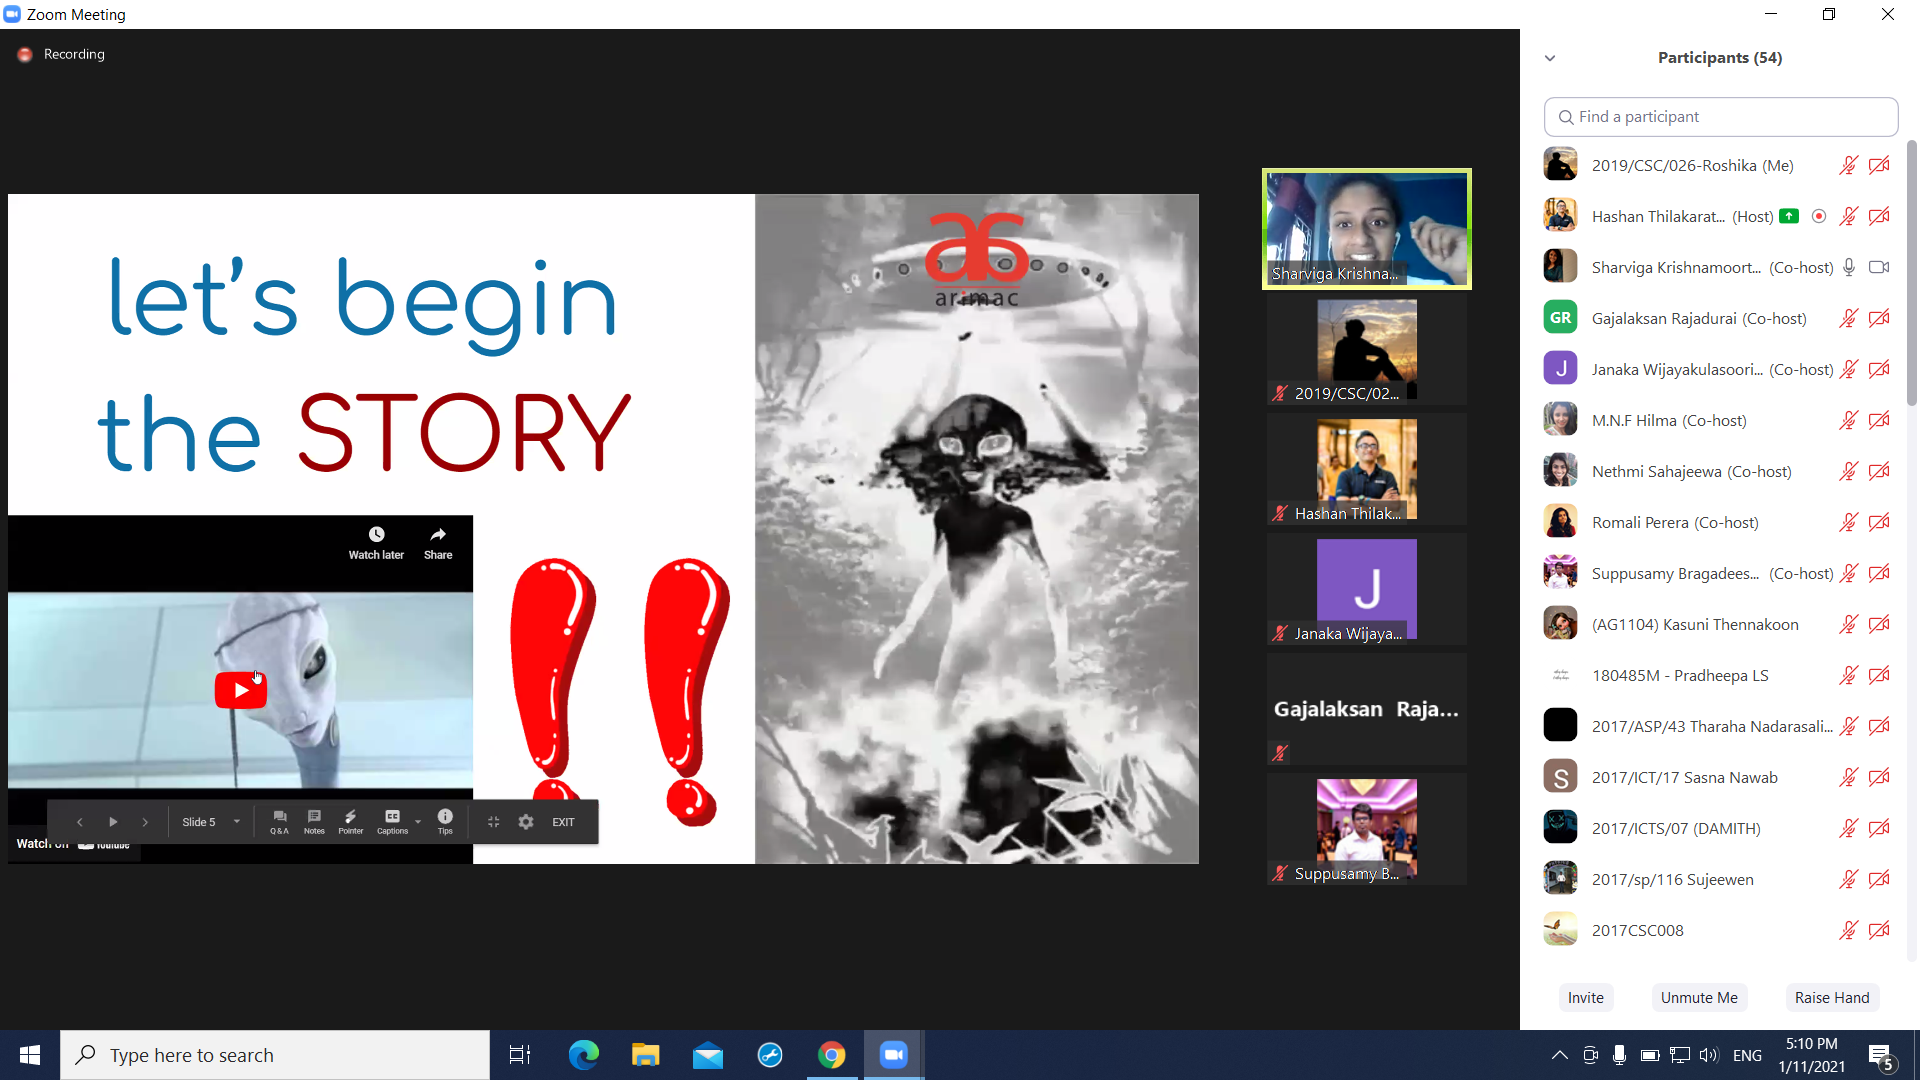 Zoom Meeting
Recording
let's begin
the STORY
arimac
Watch later
Share
Slide 5
Q & A
Notes
Pointer
Captions
Tips
EXIT
Watch on YouTube
Sharviga Krishna...
2019/CSC/02...
Hashan Thilak...
J
Janaka Wijaya...
Gajalaksan Raja...
Suppusamy B...
Participants (54)
Find a participant
2019/CSC/026-Roshika (Me)
Hashan Thilakarat... (Host)
Sharviga Krishnamoort... (Co-host)
GR Gajalaksan Rajadurai (Co-host)
J Janaka Wijayakulasoori... (Co-host)
M.N.F Hilma (Co-host)
Nethmi Sahajeewa (Co-host)
Romali Perera (Co-host)
Suppusamy Bragadees... (Co-host)
(AG1104) Kasuni Thennakoon
180485M - Pradheepa LS
2017/ASP/43 Tharaha Nadarasali...
S 2017/ICT/17 Sasna Nawab
2017/ICTS/07 (DAMITH)
2017/sp/116 Sujeewen
2017CSC008
Invite
Unmute Me
Raise Hand
Type here to search
ENG
5:10 PM
1/11/2021
5